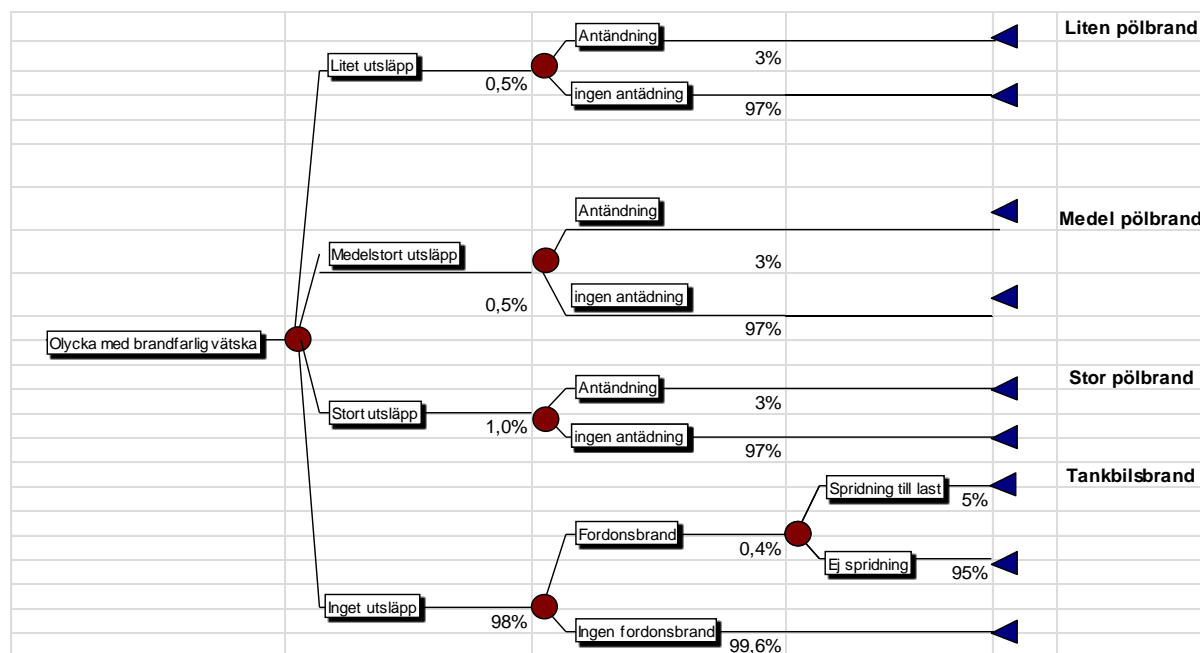 Antändning
Liten pölbrand
3%
Litet utsläpp
0,5%
ingen antädning
97%
Antändning
Medel pölbrand
3%
Medelstort utsläpp
0,5%
ingen antädning
97%
Olycka med brandfarlig vätska
Antändning
Stor pölbrand
3%
Stort utsläpp
1,0%
ingen antädning
97%
Tankbilsbrand
Spridning till last
5%
Fordonsbrand
0,4%
Ej spridning
95%
Inget utsläpp
98%
Ingen fordonsbrand
99,6%